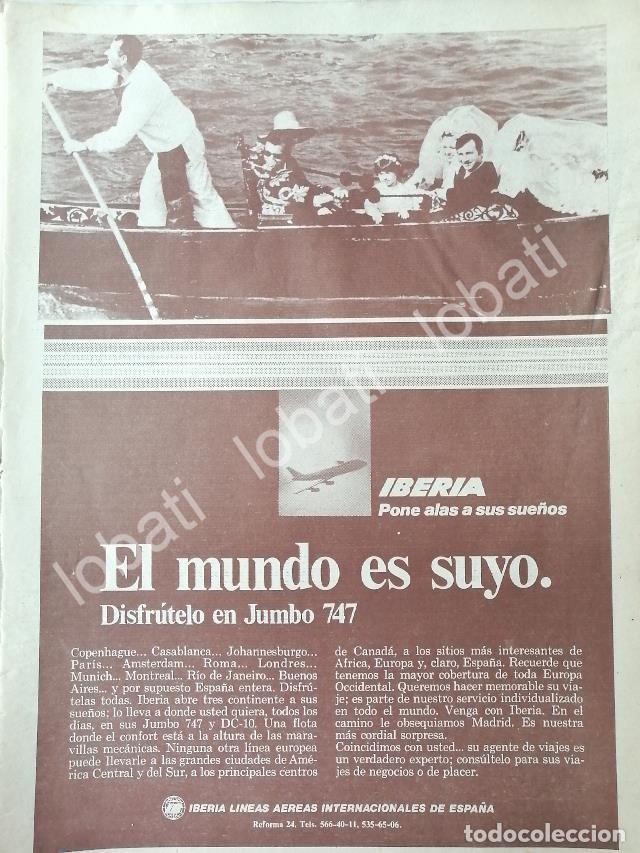 IBERIA
Pone alas a sus sueños
El mundo es suyo.
Disfrútelo en Jumbo 747
Copenhague... Casablanca... Johannesburgo...
París... Amsterdam... Roma... Londres...
Munich... Montreal... Río de Janeiro... Buenos
Aires... y por supuesto España entera. Disfrú-
telas todas. Iberia abre tres continente a sus
sueños: lo lleva a donde usted quiera, todos los
días, en sus Jumbo 747 y DC-10. Una flota
donde el confort está a la altura de las mara-
villas mecánicas. Ninguna otra línea europea
puede llevarle a las grandes ciudades de Amé-
rica Central y del Sur, a los principales centros
de Canadá, a los sitios más interesantes de
Africa, Europa y, claro, España. Recuerde que
tenemos la mayor cobertura de toda Europa
Occidental. Queremos hacer memorable su via-
je; es parte de nuestro servicio individualizado
en todo el mundo. Venga con Iberia. En el
camino le obsequiamos Madrid. Es nuestra
más cordial sorpresa.
Coincidimos con usted... su agente de viajes es
un verdadero experto; consúltelo para sus via-
jes de negocios o de placer.
IBERIA LINEAS AEREAS INTERNACIONALES DE ESPAÑA
Reforma 24, Tels. 566-40-11, 535-65-06.
lobati lobati lobati lobati lobati
todocoleccion